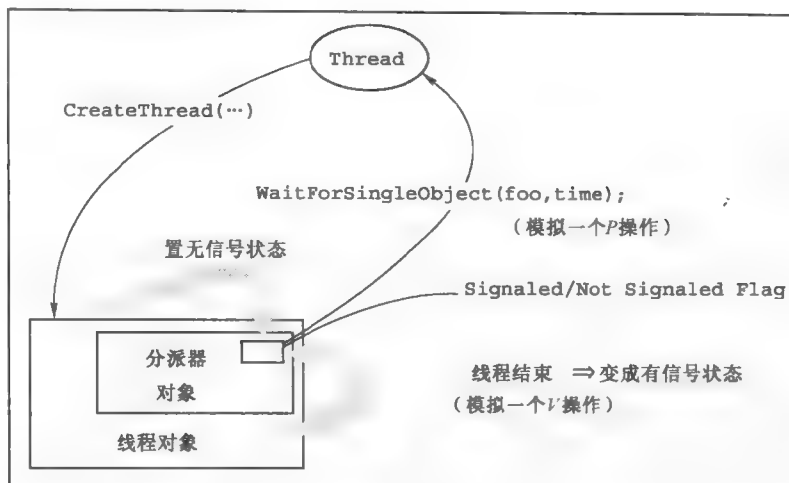 Thread
CreateThread(…)
WaitForSingleObject(foo,time);
（模拟一个P操作）
置无信号状态
Signaled/Not Signaled Flag
分派器
对象
线程对象
线程结束 ⇒变成有信号状态
（模拟一个V操作）